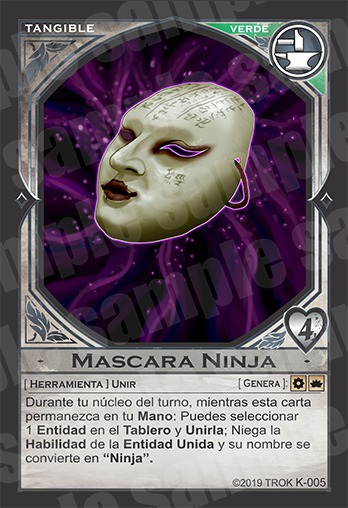 TANGIBLE
VERDE
4
MASCARA NINJA
[ HERRAMIENTA ] UNIR
[ GENERA ]:
Durante tu núcleo del turno, mientras esta carta
permanezca en tu Mano: Puedes seleccionar
1 Entidad en el Tablero y Unirla; Niega la
Habilidad de la Entidad Unida y su nombre se
convierte en “Ninja”.
©2019 TROK K-005
sample